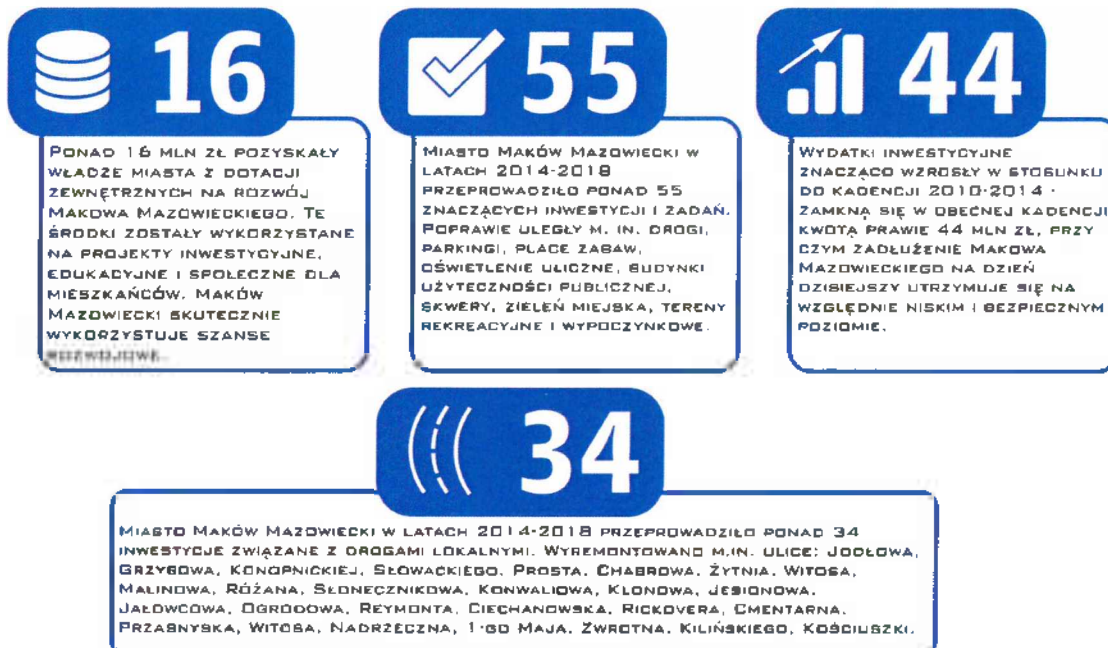 16
PONAD 16 MLN ZŁ POZYSKAŁY
WŁADZE MIASTA Z DOTACJI
ZEWNĘTRZNYCH NA ROZWÓJ
MAKOWA MAZOWIECKIEGO. TE
ŚRODKI ZOSTAŁY WYKORZYSTANE
NA PROJEKTY INWESTYCYJNE,
EDUKACYJNE I SPOŁECZNE DLA
MIESZKAŃCÓW. MAKÓW
MAZOWIECKI SKUTECZNIE
WYKORZYSTUJE SZANSE
ROZWOJOWE.
55
MIASTO MAKÓW MAZOWIECKI W
LATACH 2014-2018
PRZEPROWADZIŁO PONAD 55
ZNACZĄCYCH INWESTYCJI I ZADAŃ.
POPRAWIE ULEGŁY M. IN. DROGI,
PARKINGI, PLACE ZABAW,
OŚWIETLENIE ULICZNE, BUDYNKI
UŻYTECZNOŚCI PUBLICZNEJ,
SKWERY, ZIELEŃ MIEJSKA, TERENY
REKREACYJNE I WYPOCZYNKOWE.
44
WYDATKI INWESTYCYJNE
ZNACZĄCO WZROSŁY W STOSUNKU
DO KADENCJI 2010-2014 -
ZAMKNĄ SIĘ W OBECNEJ KADENCJI
KWOTĄ PRAWIE 44 MLN ZŁ, PRZY
CZYM ZADŁUŻENIE MAKOWA
MAZOWIECKIEGO NA DZIEŃ
DZISIEJSZY UTRZYMUJE SIĘ NA
WZGLĘDNIE NISKIM I BEZPIECZNYM
POZIOMIE.
34
MIASTO MAKÓW MAZOWIECKI W LATACH 2014-2018 PRZEPROWADZIŁO PONAD 34
INWESTYCJE ZWIĄZANE Z DROGAMI LOKALNYMI. WYREMONTOWANO M.IN. ULICE: JODŁOWA,
GRZYBOWA, KONOPNICKIEJ, SŁOWACKIEGO, PROSTA, CHABROWA, ŻYTNIA, WITOSA,
MALINOWA, RÓŻANA, SŁONECZNIKOWA, KONWALIOWA, KLONOWA, JESIONOWA,
JAŁOWCOWA, OGRODOWA, REYMONTA, CIECHANOWSKA, RICKOVERA, CMENTARNA,
PRZASNYSKA, WITOSA, NADRZECZNA, 1-GO MAJA, ZWROTNA, KILIŃSKIEGO, KOŚCIUSZKI.